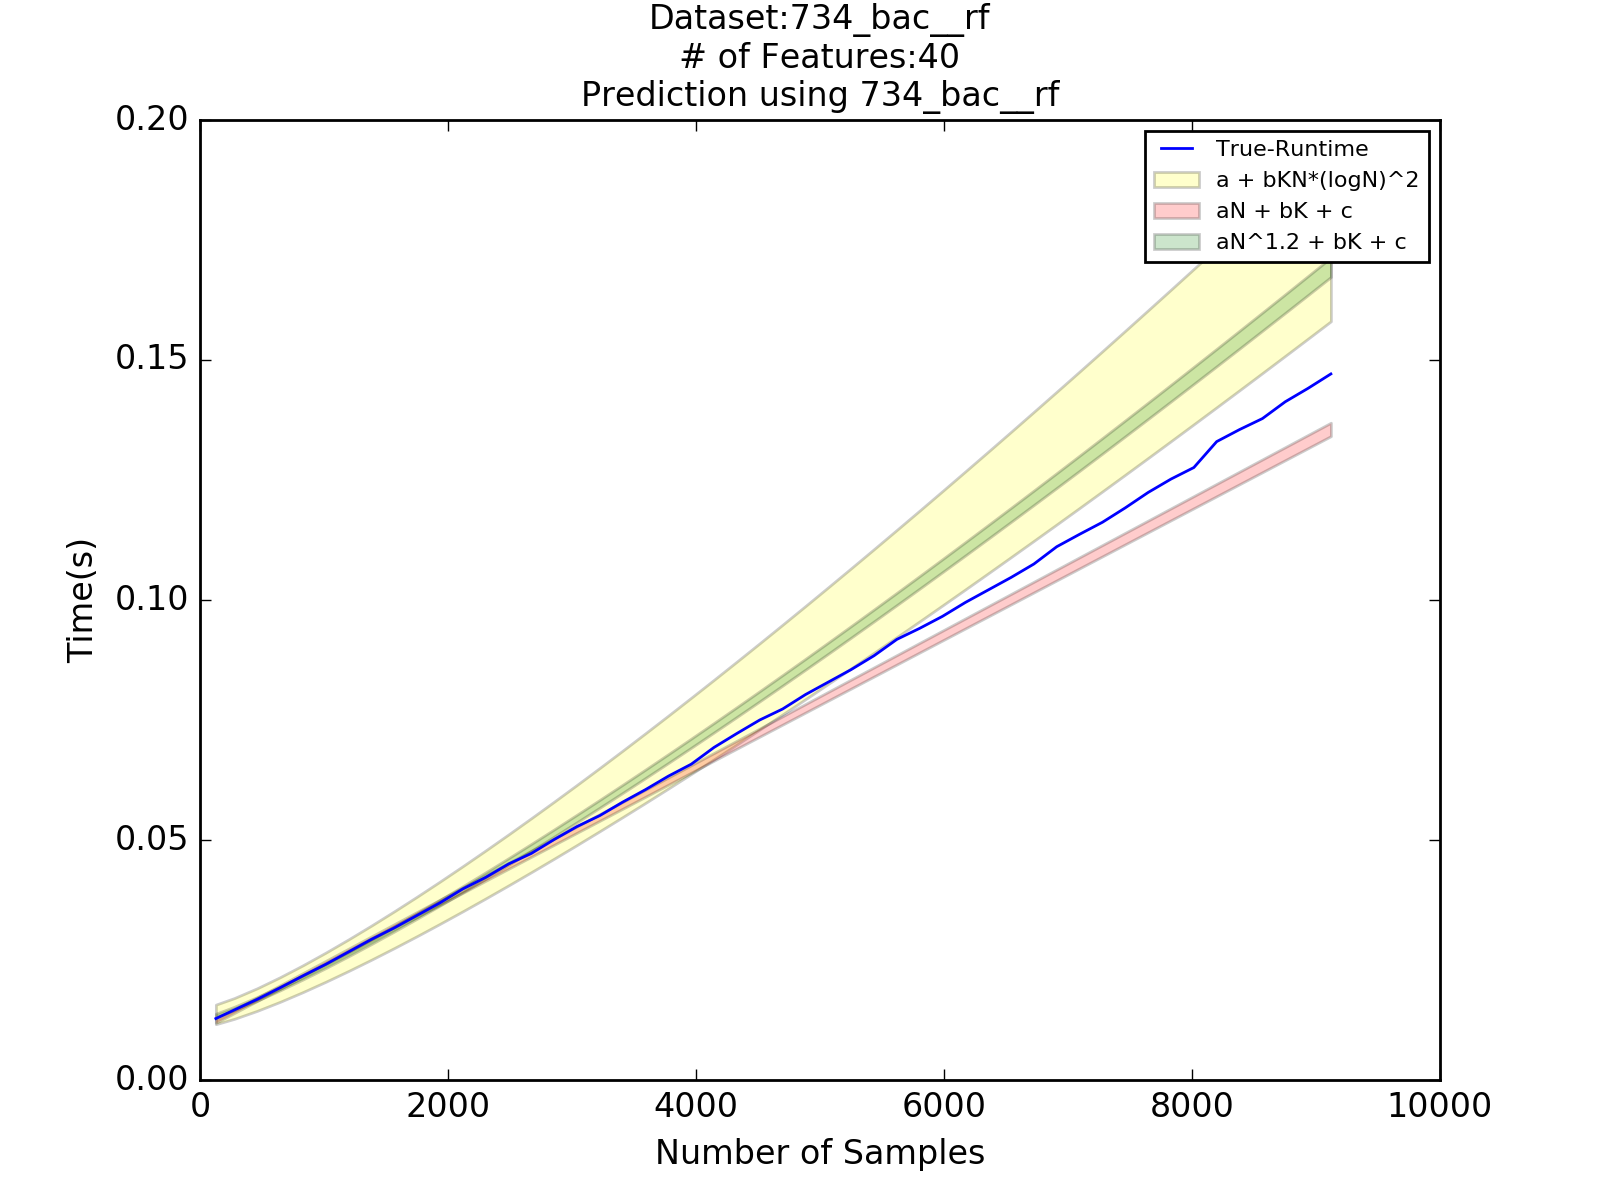 Dataset:734_bac__rf
# of Features:40
Prediction using 734_bac__rf
0.20
0.15
0.10
0.05
0.00
Time(s)
True-Runtime
a + bKN*(logN)^2
aN + bK + c
aN^1.2 + bK + c
0 2000 4000 6000 8000 10000
Number of Samples